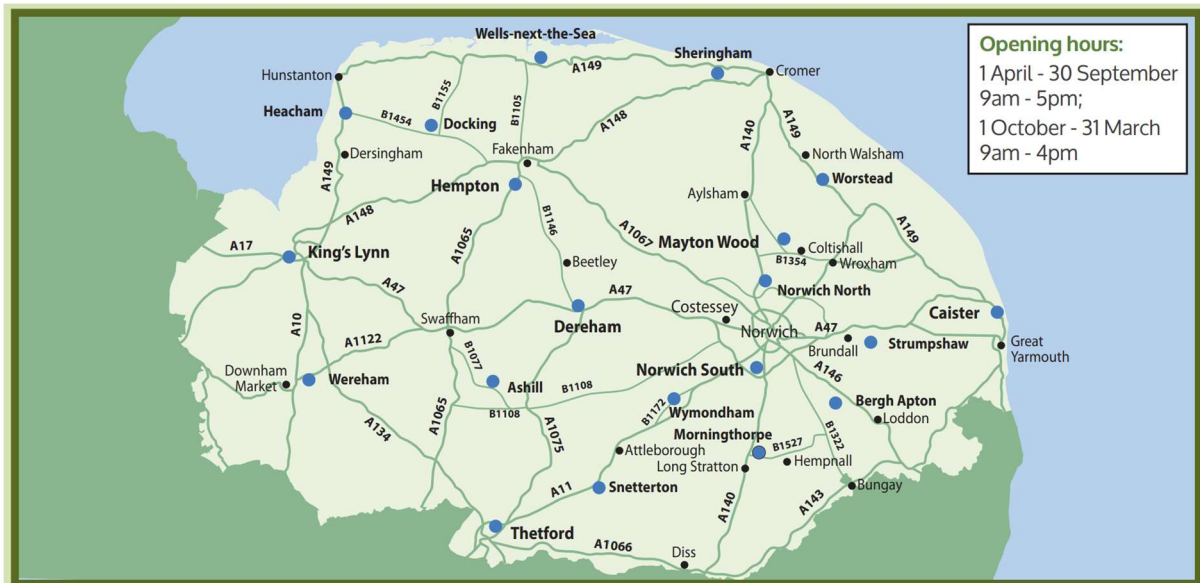 Wells-next-the-Sea
Sheringham
Opening hours:
1 April - 30 September
9am - 5pm;
1 October - 31 March
9am - 4pm
Hunstanton
A149
Cromer
B1155
B1105
Heacham
B1454
Docking
A148
A140
A149
Dersingham
Fakenham
North Walsham
A149
Hempton
Worstead
A148
Aylsham
B1146
A1067
A149
A17
King's Lynn
A1065
Mayton Wood
Coltishall
Beetley
B1354
Wroxham
A47
Norwich North
A47
Costessey
Caister
A10
Swaffham
Dereham
Norwich
A47
A1122
Brundall
Strumpshaw
Great
Yarmouth
Downham
Market
B1077
Norwich South
A146
Wereham
Ashill
B1108
Bergh Apton
B1108
B1172
Wymondham
Loddon
A134
A1065
A1075
Morningthorpe
B1527
B1322
Attleborough
Long Stratton
Hempnall
A11
Snetterton
A140
A143
Bungay
Thetford
A1066
Diss